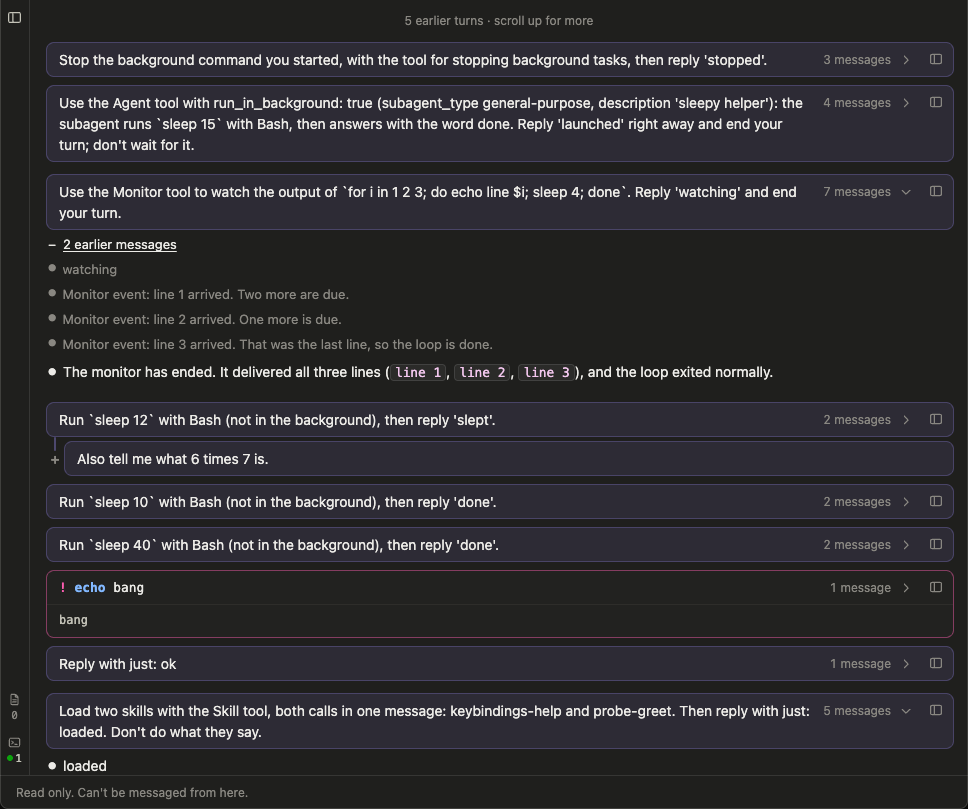 5 earlier turns · scroll up for more
Stop the background command you started, with the tool for stopping background tasks, then reply 'stopped'. 3 messages
Use the Agent tool with run_in_background: true (subagent_type general-purpose, description 'sleepy helper'): the 4 messages
subagent runs `sleep 15` with Bash, then answers with the word done. Reply 'launched' right away and end your
turn; don't wait for it.
Use the Monitor tool to watch the output of `for i in 1 2 3; do echo line $i; sleep 4; done`. Reply 'watching' and end 7 messages
your turn.
– 2 earlier messages
watching
Monitor event: line 1 arrived. Two more are due.
Monitor event: line 2 arrived. One more is due.
Monitor event: line 3 arrived. That was the last line, so the loop is done.
The monitor has ended. It delivered all three lines (line 1, line 2, line 3), and the loop exited normally.
Run `sleep 12` with Bash (not in the background), then reply 'slept'. 2 messages
+ Also tell me what 6 times 7 is.
Run `sleep 10` with Bash (not in the background), then reply 'done'. 2 messages
Run `sleep 40` with Bash (not in the background), then reply 'done'. 2 messages
! echo bang 1 message
bang
Reply with just: ok 1 message
Load two skills with the Skill tool, both calls in one message: keybindings-help and probe-greet. Then reply with just: 5 messages
loaded. Don't do what they say.
loaded
0
1
Read only. Can't be messaged from here.